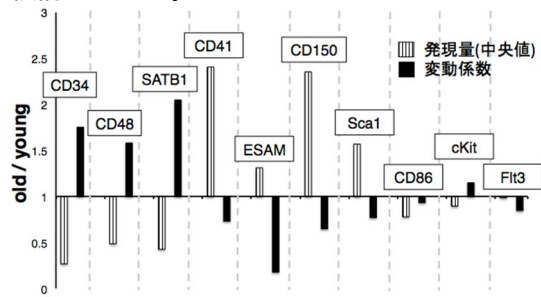 3
2.5
2
1.5
1
0.5
0
old / young
CD34
CD48
SATB1
CD41
ESAM
CD150
Sca1
CD86
cKit
Flt3
発現量(中央値)
変動係数